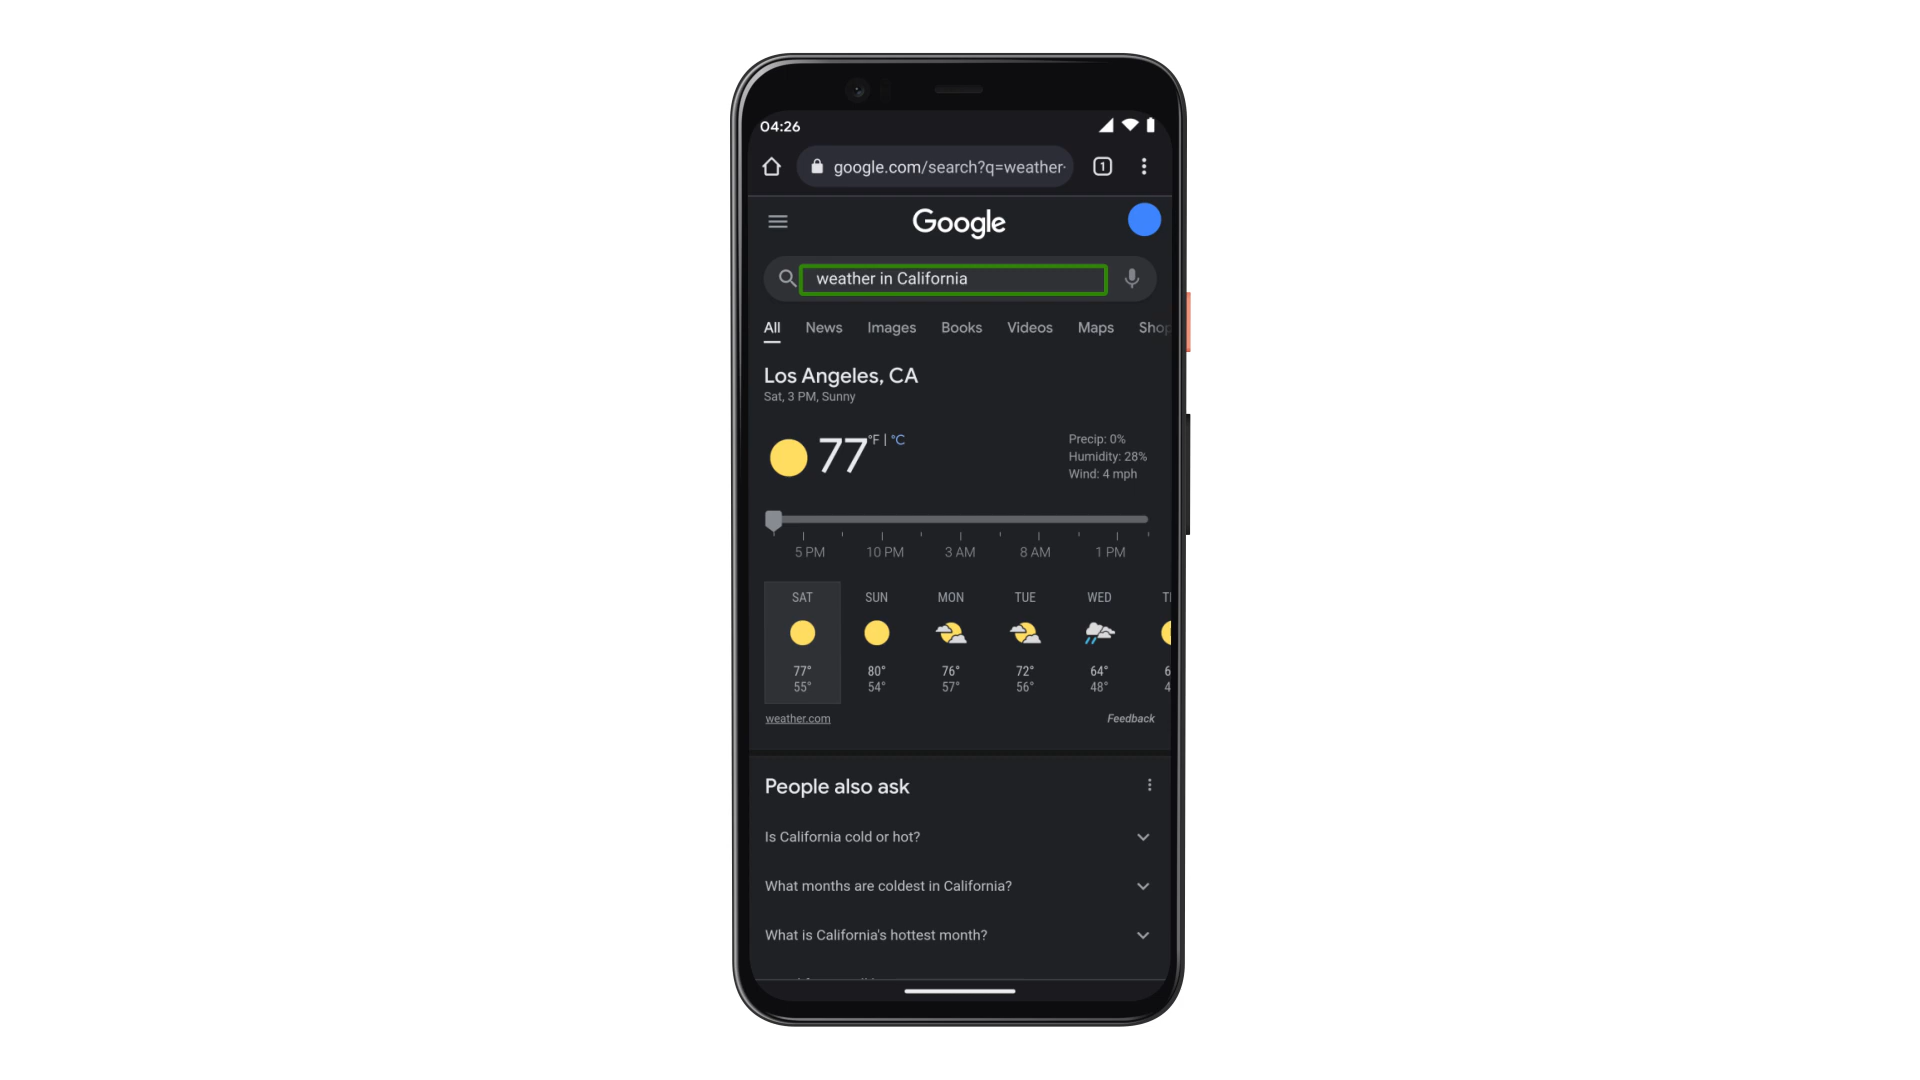 04:26
google.com/search?q=weather
1
Google
weather in California
All News Images Books Videos Maps Shop
Los Angeles, CA
Sat, 3 PM, Sunny
77 °F | °C
Precip: 0%
Humidity: 28%
Wind: 4 mph
5 PM 10 PM 3 AM 8 AM 1 PM
SAT SUN MON TUE WED
77° 80° 76° 72° 64°
55° 54° 57° 56° 48°
weather.com Feedback
People also ask
Is California cold or hot?
What months are coldest in California?
What is California's hottest month?